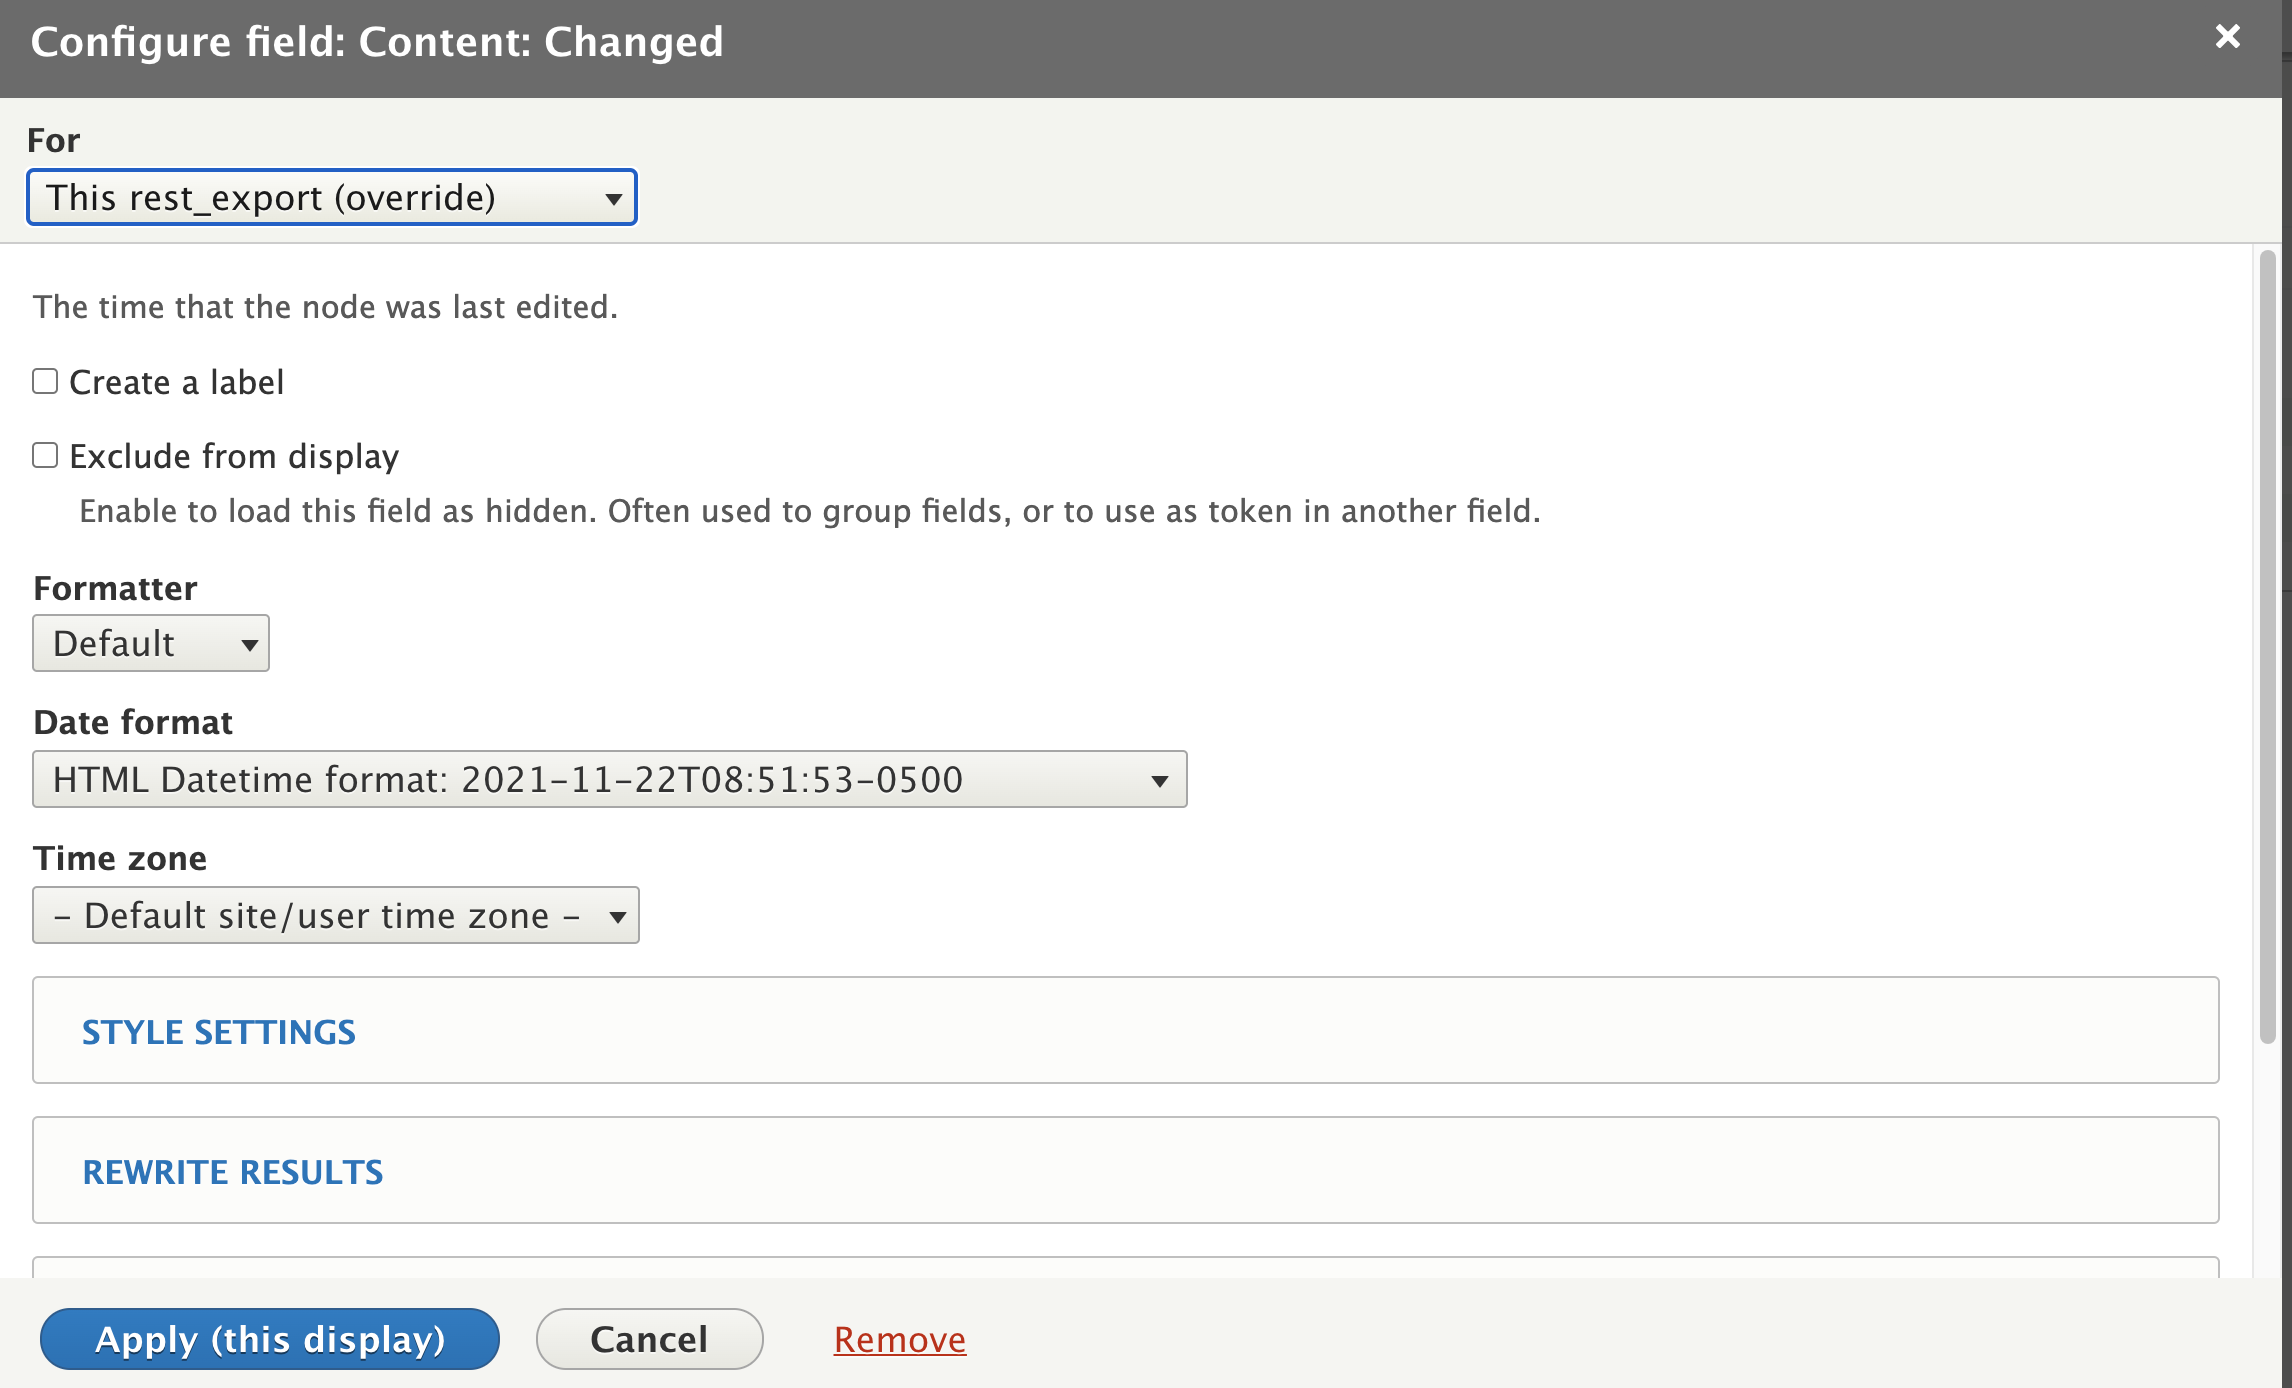 Configure field: Content: Changed
For
This rest_export (override)
The time that the node was last edited.
Create a label
Exclude from display
Enable to load this field as hidden. Often used to group fields, or to use as token in another field.
Formatter
Default
Date format
HTML Datetime format: 2021-11-22T08:51:53-0500
Time zone
- Default site/user time zone -
STYLE SETTINGS
REWRITE RESULTS
Apply (this display)
Cancel
Remove